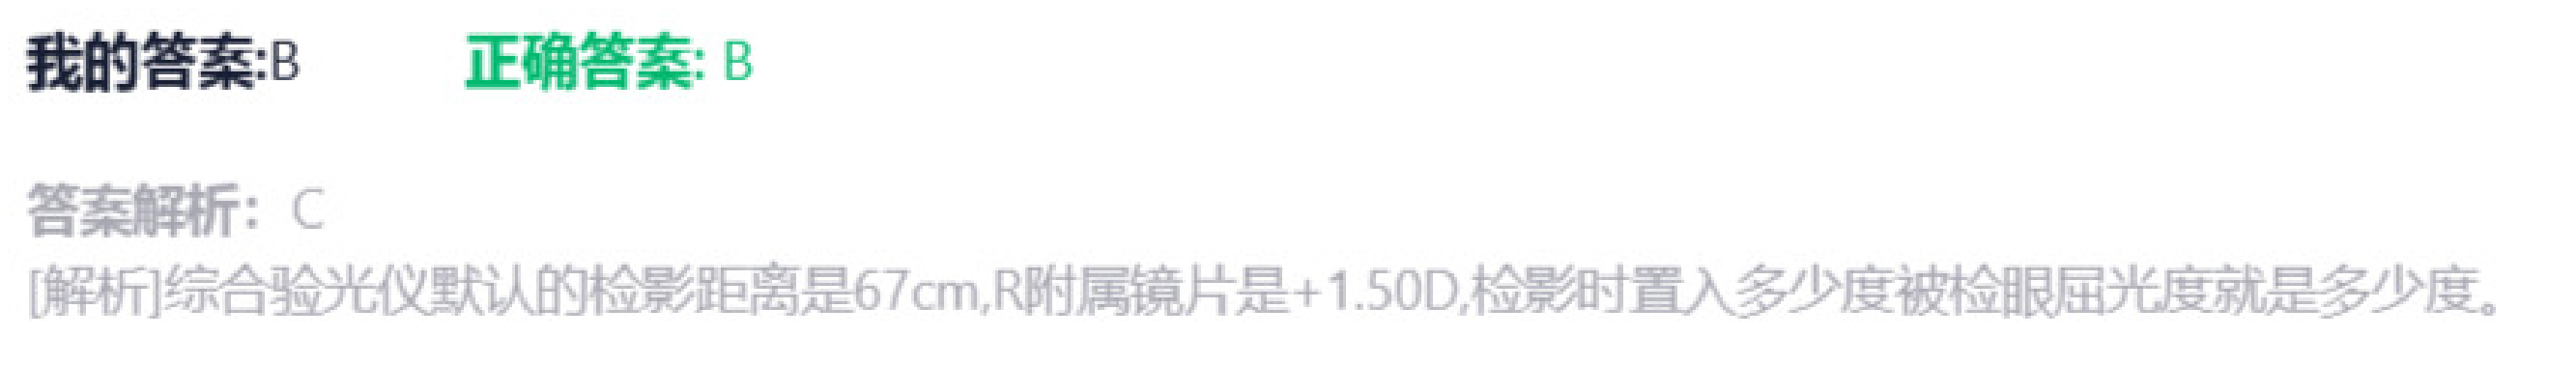 我的答案:B 正确答案: B
答案解析: C
[解析]综合验光仪默认的检影距离是67cm,R附属镜片是+1.50D,检影时置入多少度被检眼屈光度就是多少度。